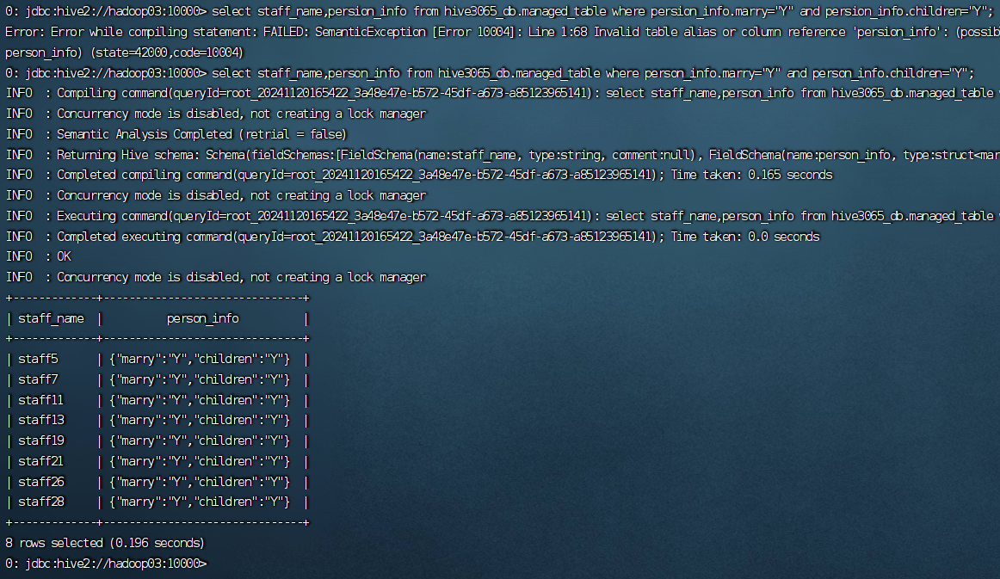 0: jdbc:hive2://hadoop03:10000> select staff_name,persion_info from hive3065_db.managed_table where persion_info.marry="Y" and persion_info.children="Y";
Error: Error while compiling statement: FAILED: SemanticException [Error 10004]: Line 1:68 Invalid table alias or column reference 'persion_info': (possib
person_info) (state=42000,code=10004)
0: jdbc:hive2://hadoop03:10000> select staff_name,person_info from hive3065_db.managed_table where person_info.marry="Y" and person_info.children="Y";
INFO  : Compiling command(queryId=root_20241120165422_3a48e47e-b572-45df-a673-a85123965141): select staff_name,person_info from hive3065_db.managed_table
INFO  : Concurrency mode is disabled, not creating a lock manager
INFO  : Semantic Analysis Completed (retrial = false)
INFO  : Returning Hive schema: Schema(fieldSchemas:[FieldSchema(name:staff_name, type:string, comment:null), FieldSchema(name:person_info, type:struct<mar
INFO  : Completed compiling command(queryId=root_20241120165422_3a48e47e-b572-45df-a673-a85123965141); Time taken: 0.165 seconds
INFO  : Concurrency mode is disabled, not creating a lock manager
INFO  : Executing command(queryId=root_20241120165422_3a48e47e-b572-45df-a673-a85123965141): select staff_name,person_info from hive3065_db.managed_table
INFO  : Completed executing command(queryId=root_20241120165422_3a48e47e-b572-45df-a673-a85123965141); Time taken: 0.0 seconds
INFO  : OK
INFO  : Concurrency mode is disabled, not creating a lock manager
+-------------+-------------------------------+
| staff_name  |          person_info          |
+-------------+-------------------------------+
| staff5      | {"marry":"Y","children":"Y"}  |
| staff7      | {"marry":"Y","children":"Y"}  |
| staff11     | {"marry":"Y","children":"Y"}  |
| staff13     | {"marry":"Y","children":"Y"}  |
| staff19     | {"marry":"Y","children":"Y"}  |
| staff21     | {"marry":"Y","children":"Y"}  |
| staff26     | {"marry":"Y","children":"Y"}  |
| staff28     | {"marry":"Y","children":"Y"}  |
+-------------+-------------------------------+
8 rows selected (0.196 seconds)
0: jdbc:hive2://hadoop03:10000>